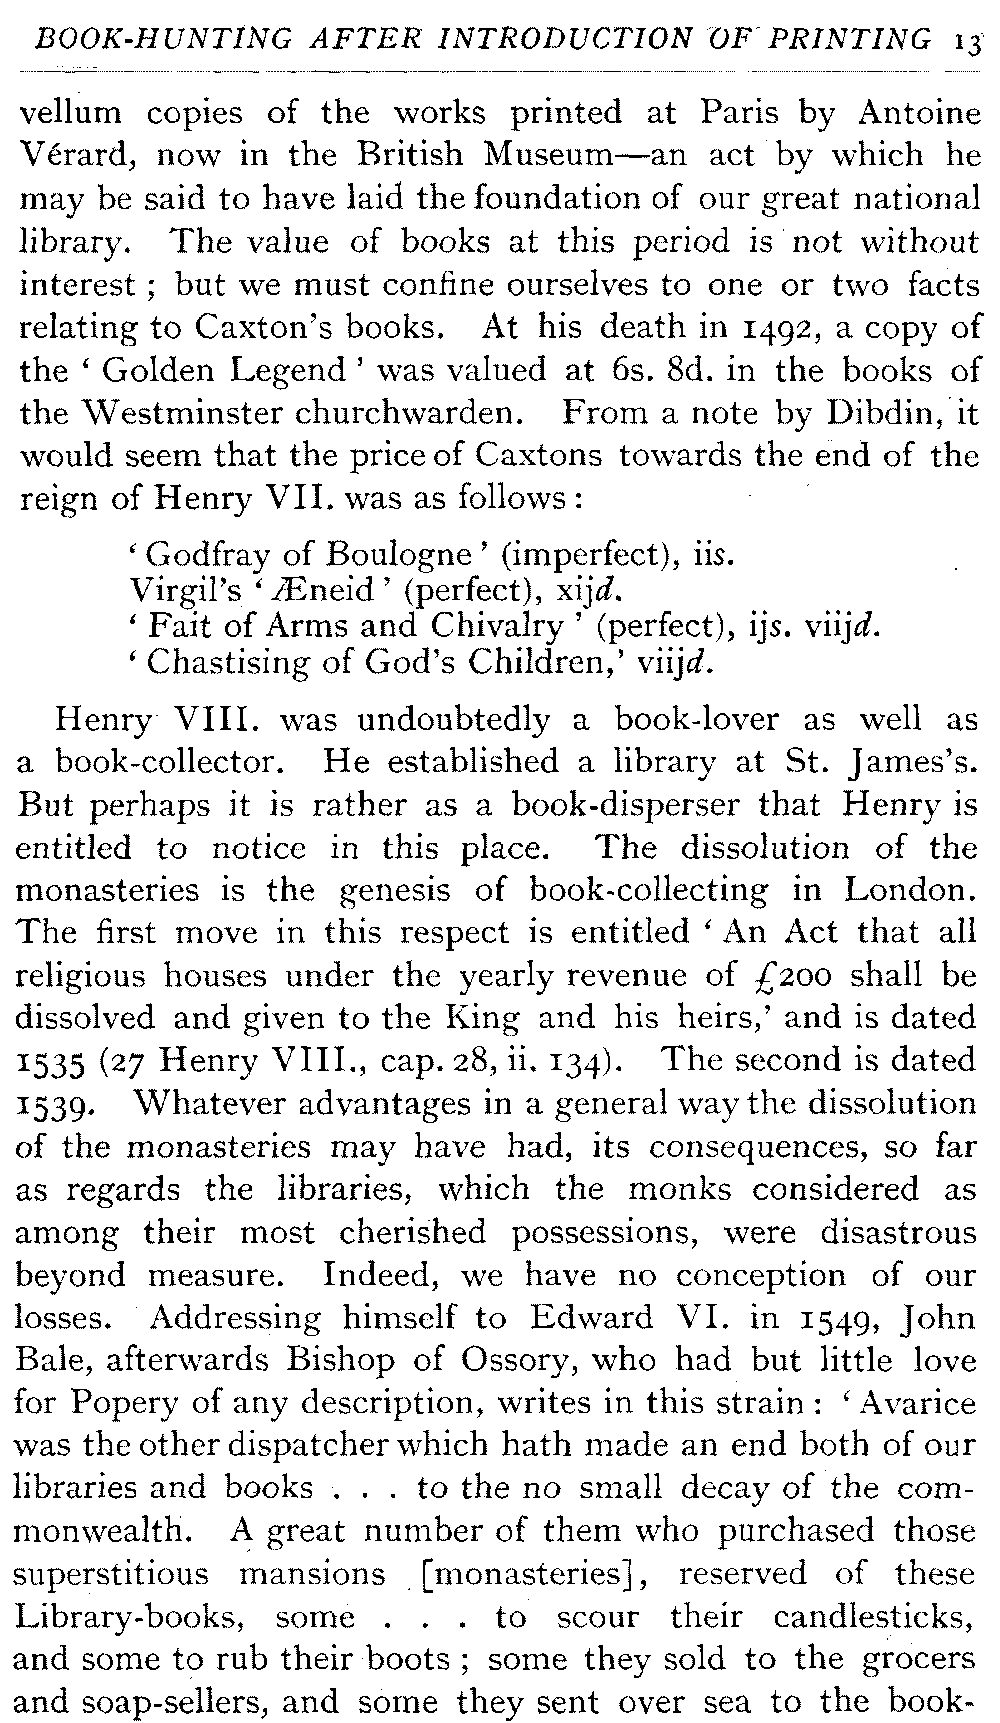 BOOK-HUNTING AFTER INTRODUCTION OF PRINTING 13
vellum copies of the works printed at Paris by Antoine
Vérard, now in the British Museum—an act by which he
may be said to have laid the foundation of our great national
library. The value of books at this period is not without
interest ; but we must confine ourselves to one or two facts
relating to Caxton's books. At his death in 1492, a copy of
the ‘ Golden Legend ’ was valued at 6s. 8d. in the books of
the Westminster churchwarden. From a note by Dibdin, it
would seem that the price of Caxtons towards the end of the
reign of Henry VII. was as follows :
‘ Godfray of Boulogne ’ (imperfect), iis.
Virgil's ‘ Æneid ’ (perfect), xijd.
‘ Fait of Arms and Chivalry ’ (perfect), ijs. viijd.
‘ Chastising of God's Children,’ viijd.
Henry VIII. was undoubtedly a book-lover as well as
a book-collector. He established a library at St. James's.
But perhaps it is rather as a book-disperser that Henry is
entitled to notice in this place. The dissolution of the
monasteries is the genesis of book-collecting in London.
The first move in this respect is entitled ‘ An Act that all
religious houses under the yearly revenue of £200 shall be
dissolved and given to the King and his heirs,’ and is dated
1535 (27 Henry VIII., cap. 28, ii. 134). The second is dated
1539. Whatever advantages in a general way the dissolution
of the monasteries may have had, its consequences, so far
as regards the libraries, which the monks considered as
among their most cherished possessions, were disastrous
beyond measure. Indeed, we have no conception of our
losses. Addressing himself to Edward VI. in 1549, John
Bale, afterwards Bishop of Ossory, who had but little love
for Popery of any description, writes in this strain : ‘ Avarice
was the other dispatcher which hath made an end both of our
libraries and books . . . to the no small decay of the com-
monwealth. A great number of them who purchased those
superstitious mansions [monasteries], reserved of these
Library-books, some . . . to scour their candlesticks,
and some to rub their boots ; some they sold to the grocers
and soap-sellers, and some they sent over sea to the book-